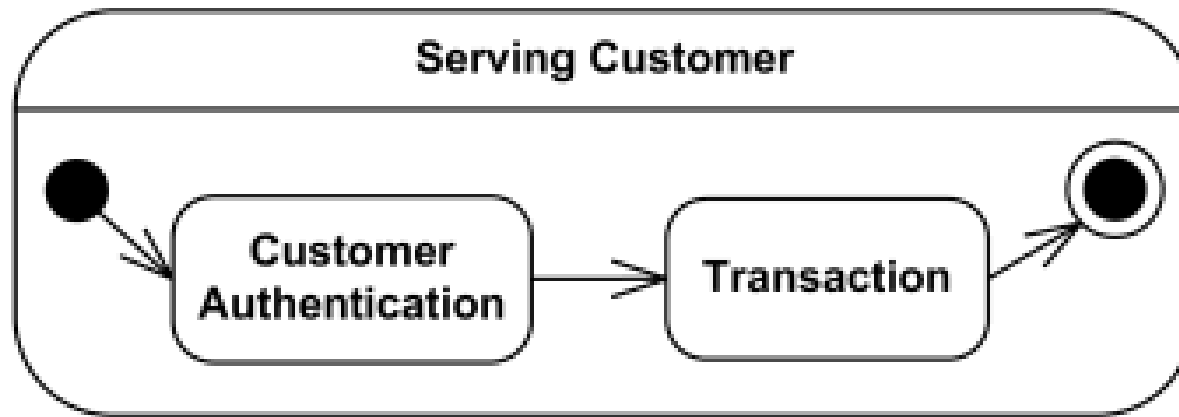 Serving Customer
Customer
Authentication
Transaction